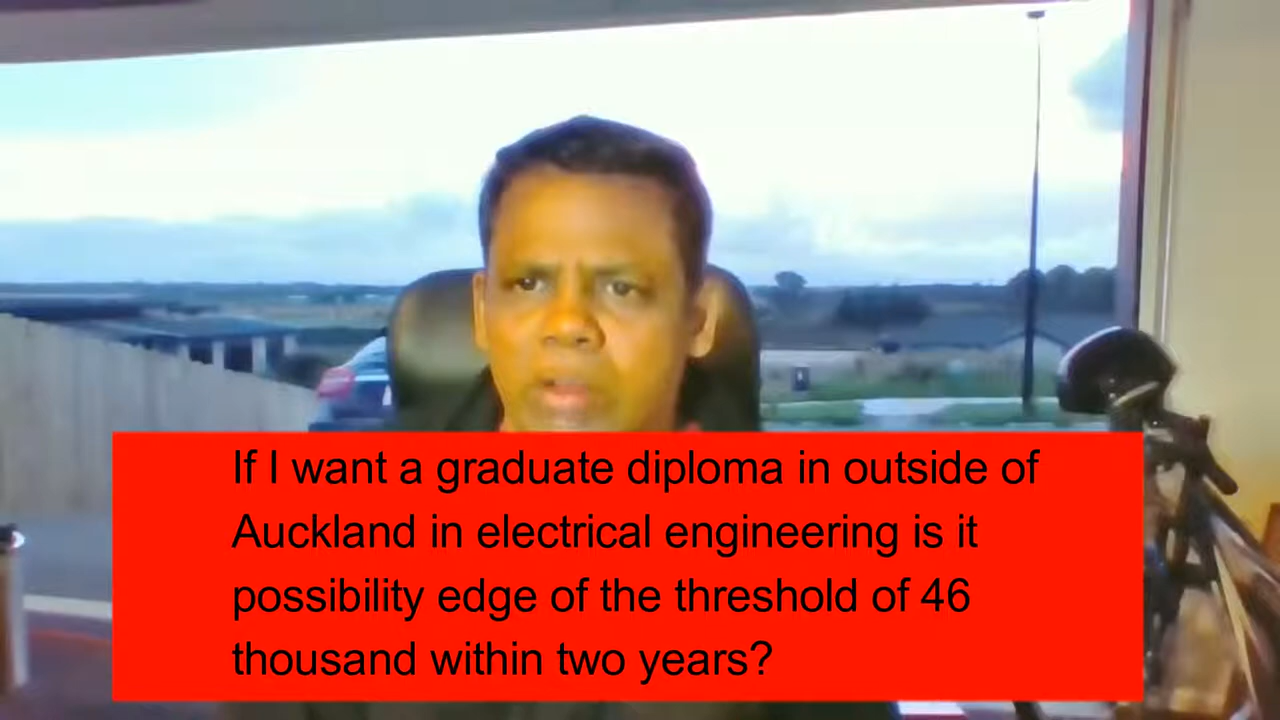 If I want a graduate diploma in outside of
Auckland in electrical engineering is it
possibility edge of the threshold of 46
thousand within two years?